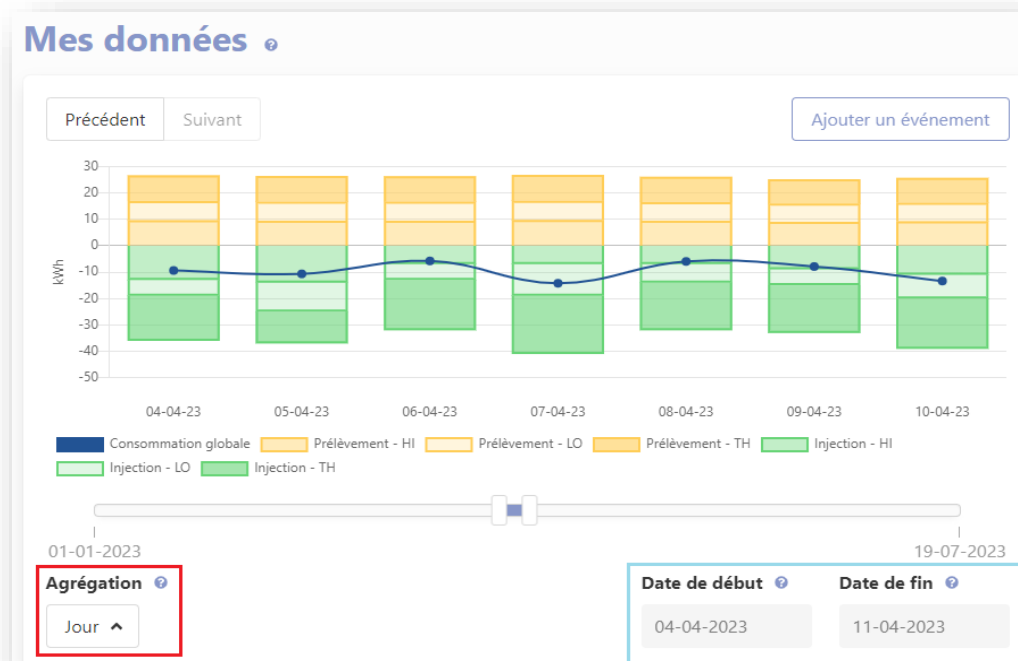 Mes données
Précédent Suivant Ajouter un événement
30
20
10
0
-10
-20
-30
-40
-50
kWh
04-04-23 05-04-23 06-04-23 07-04-23 08-04-23 09-04-23 10-04-23
Consommation globale Prélèvement - HI Prélèvement - LO Prélèvement - TH Injection - HI
Injection - LO Injection - TH
01-01-2023 19-07-2023
Agrégation Date de début Date de fin
Jour 04-04-2023 11-04-2023